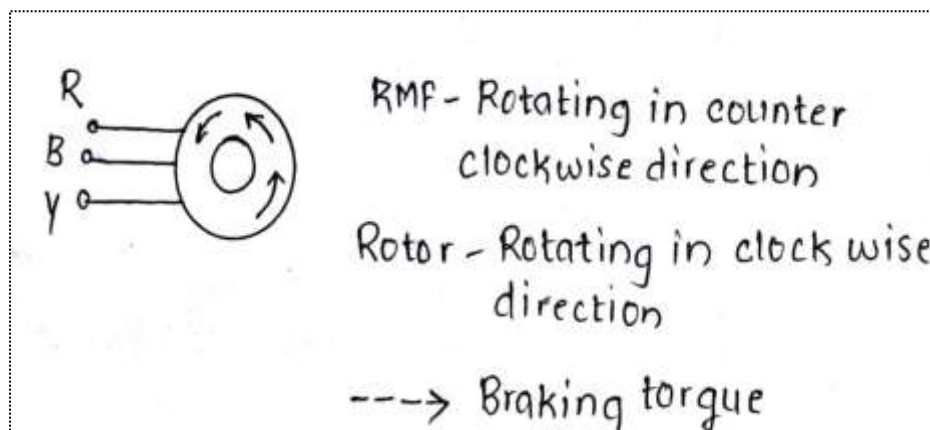 R
B
Y
RMF - Rotating in counter
clockwise direction
Rotor - Rotating in clock wise
direction
----> Braking torque